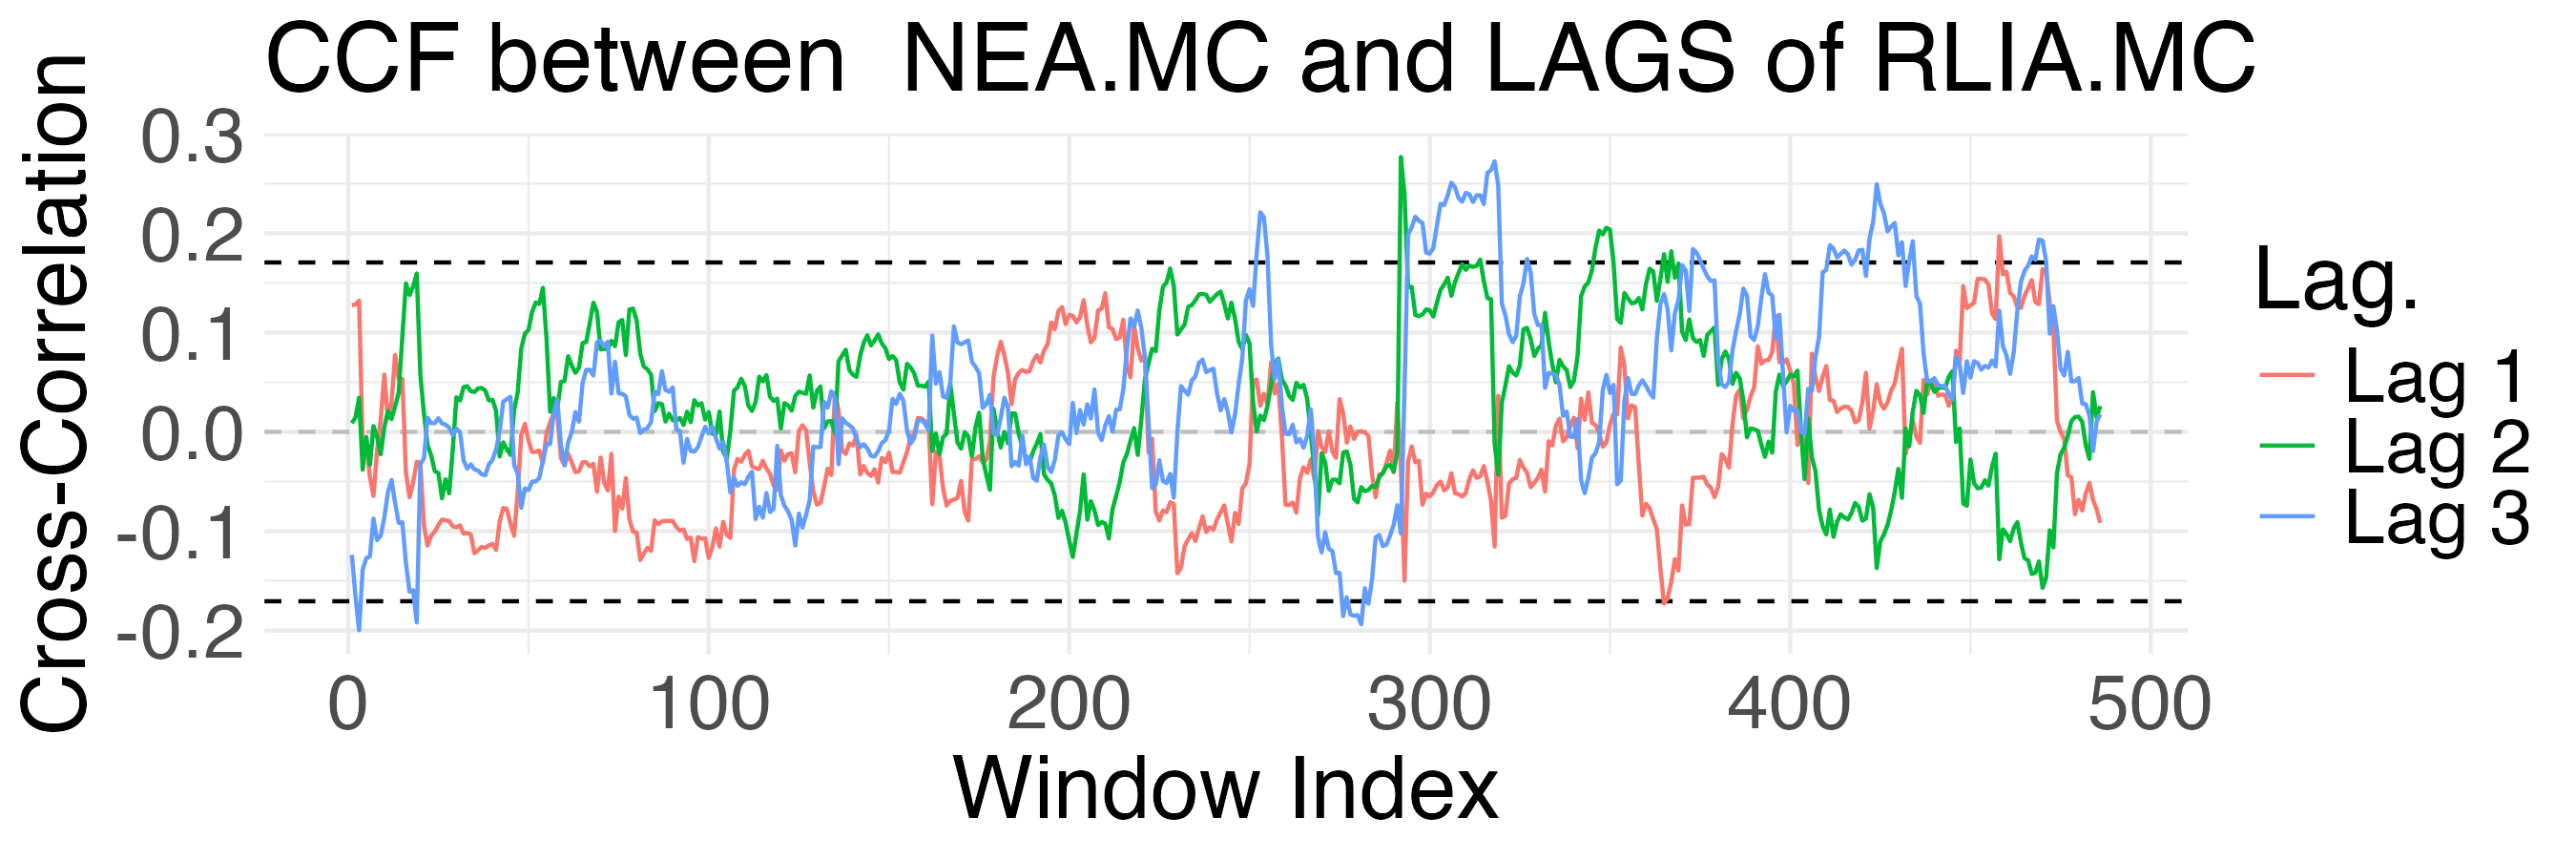 CCF between  NEA.MC and LAGS of RLIA.MC
Cross-Correlation
0.3
0.2
0.1
0.0
-0.1
-0.2
0 100 200 300 400 500
Window Index
Lag.
Lag 1
Lag 2
Lag 3